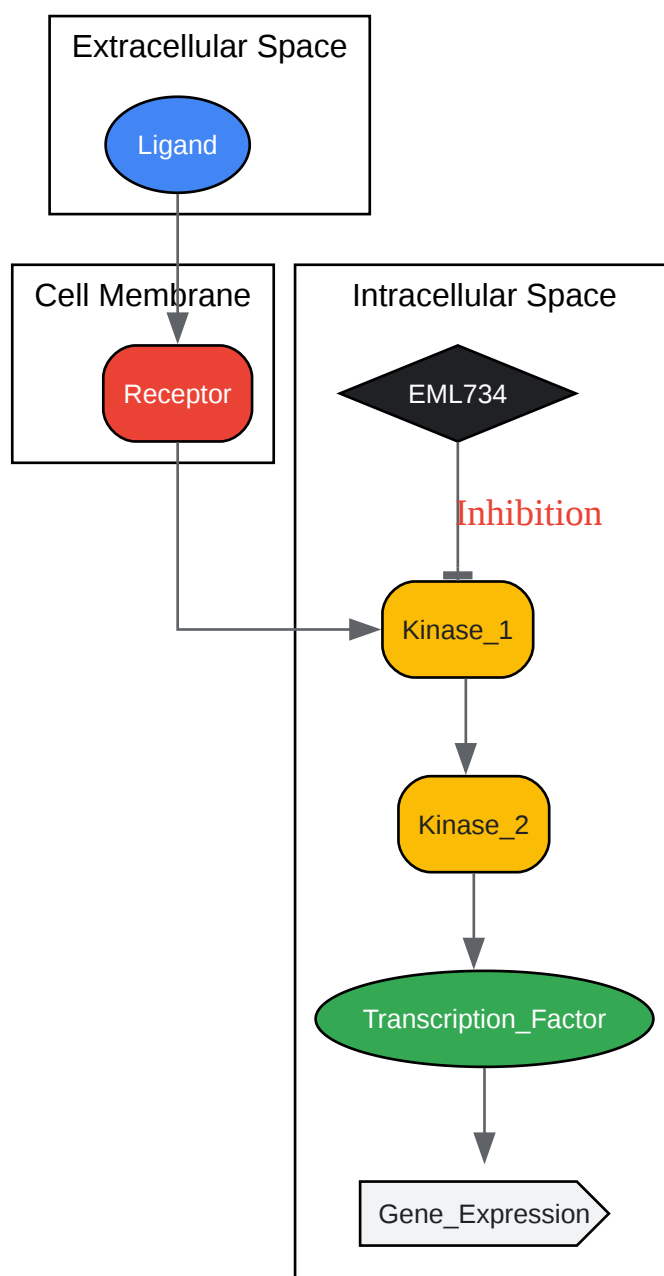 Extracellular Space
Ligand
Cell Membrane
Receptor
Intracellular Space
EML734
Inhibition
Kinase_1
Kinase_2
Transcription_Factor
Gene_Expression